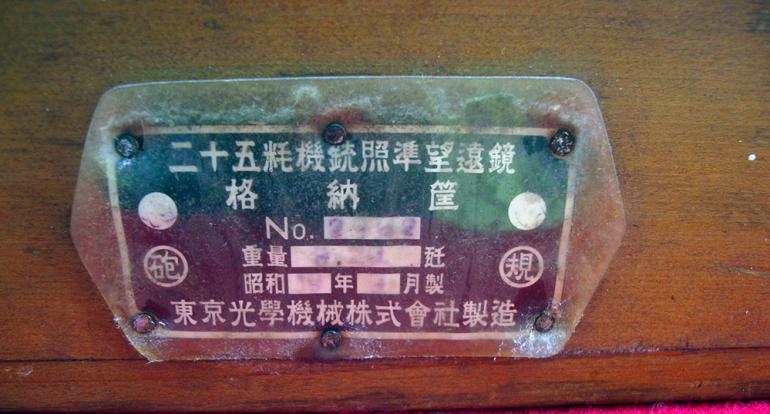 二十五粍機銃照準望遠鏡
格納筐
No.
重量 瓩
昭和 年 月製
砲 規
東京光學機械株式會社製造